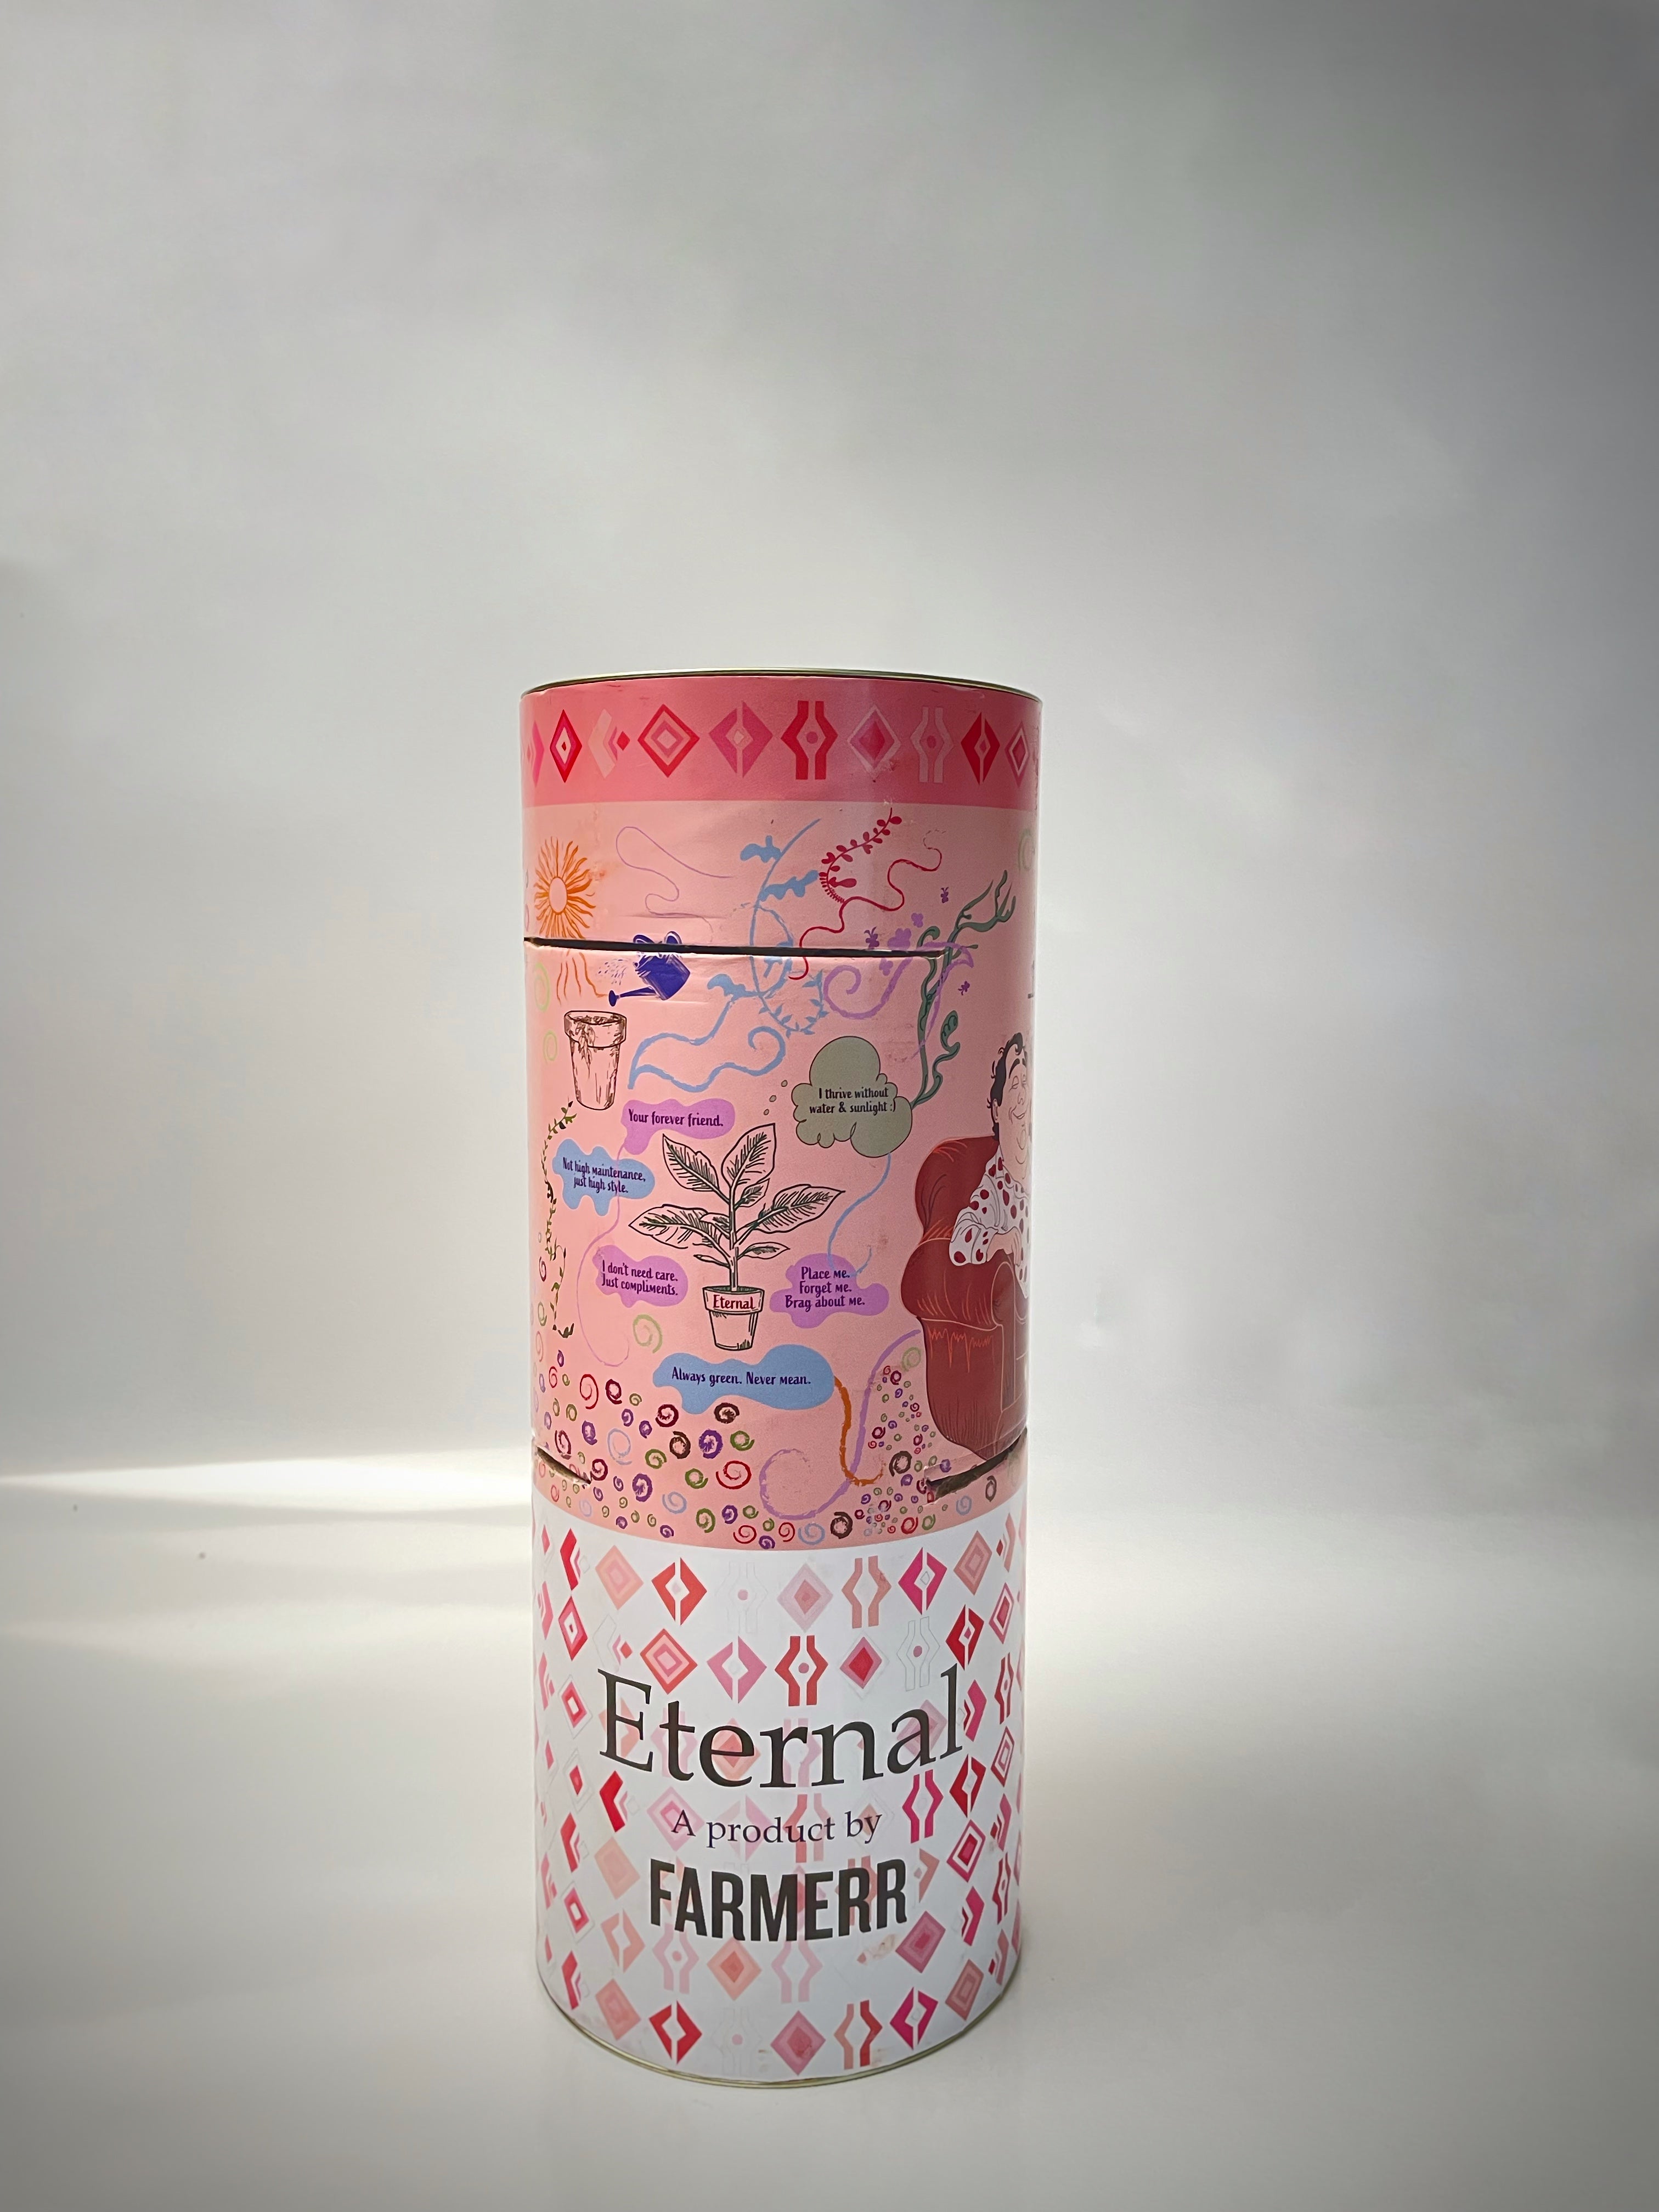 Your forever friend.
I thrive without
water & sunlight :)
Not high maintenance,
just high style.
I don't need care.
Just compliments.
Place me.
Forget me.
Brag about me.
Eternal
Always green. Never mean.
Eternal
A product by
FARMERR